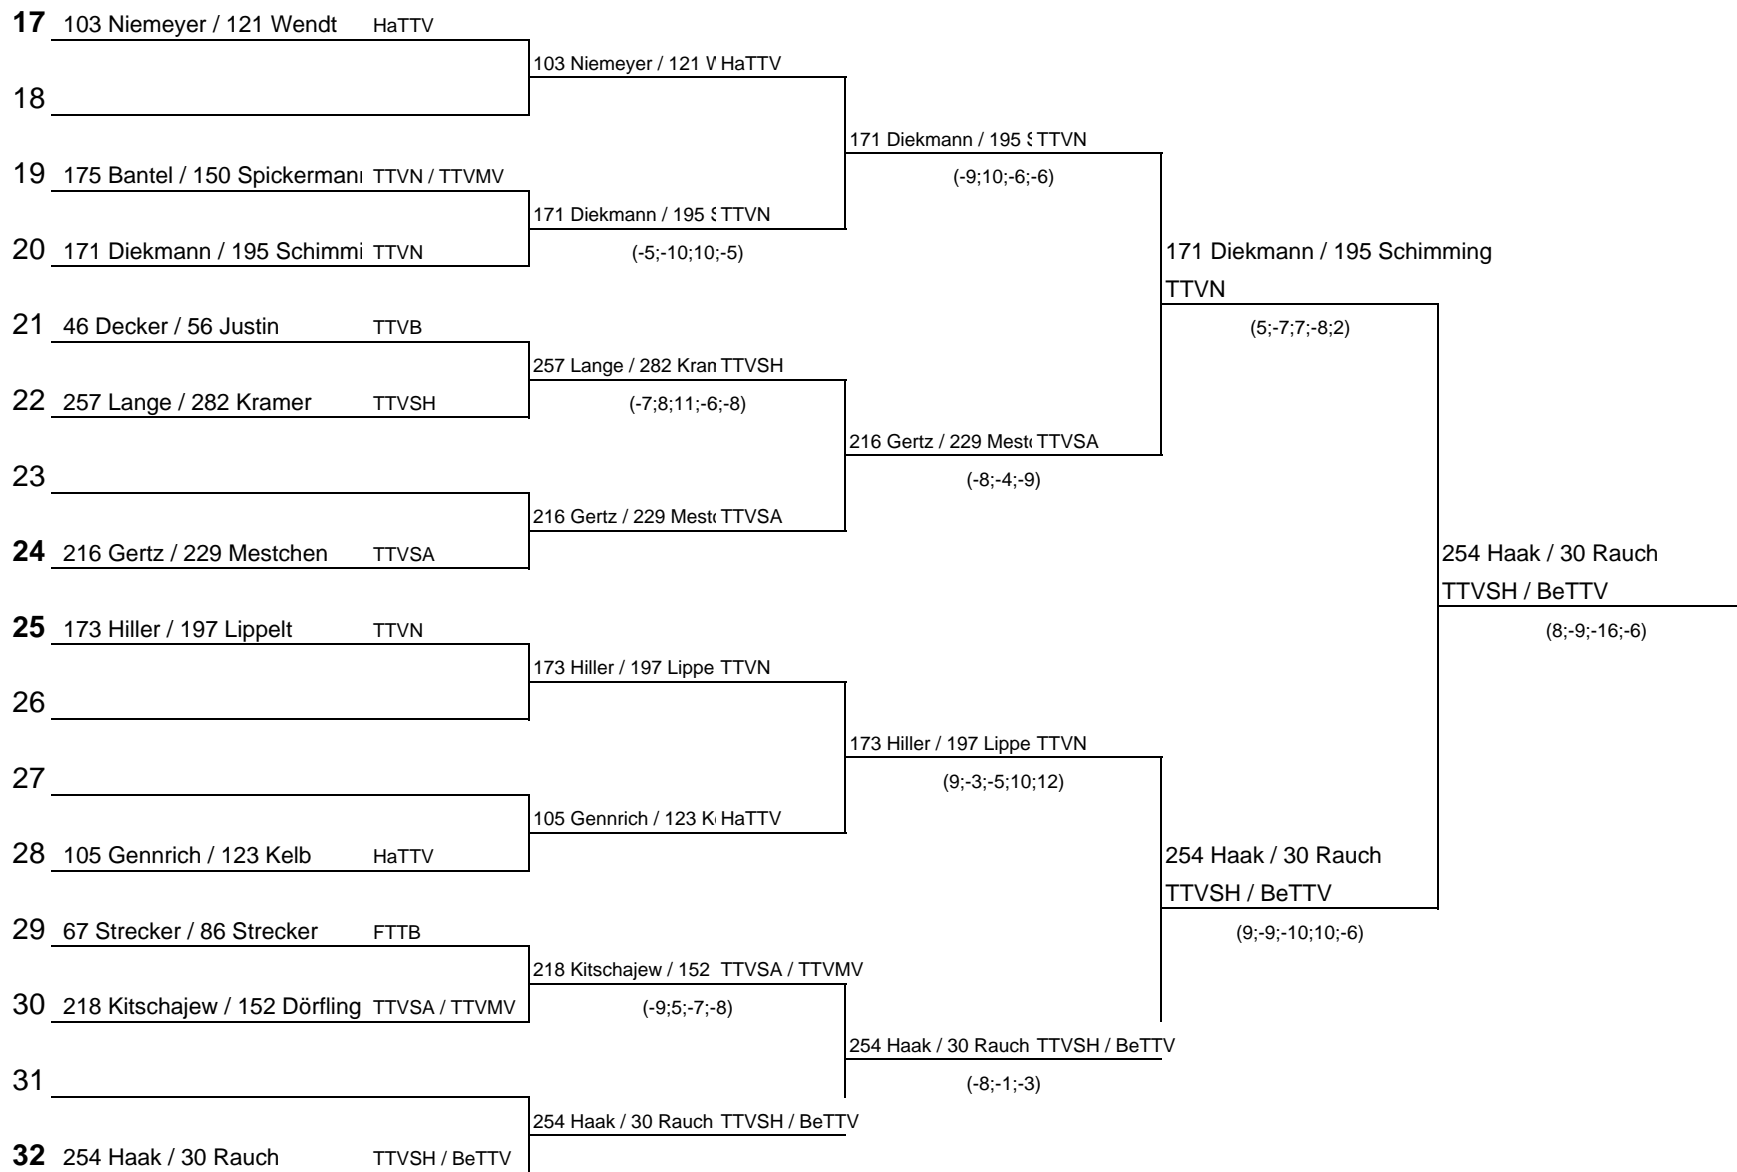 17 103 Niemeyer / 121 Wendt HaTTV
103 Niemeyer / 121 HaTTV
18
171 Diekmann / 195 TTVN
19 175 Bantel / 150 Spickermann TTVN / TTVMV
(-9;10;-6;-6)
171 Diekmann / 195 TTVN
20 171 Diekmann / 195 Schimmi TTVN
(-5;-10;10;-5)
171 Diekmann / 195 Schimming
TTVN
21 46 Decker / 56 Justin TTVB
(5;-7;7;-8;2)
257 Lange / 282 Kram TTVSH
22 257 Lange / 282 Kramer TTVSH
(-7;8;11;-6;-8)
216 Gertz / 229 Mest TTVSA
23
(-8;-4;-9)
216 Gertz / 229 Mest TTVSA
24 216 Gertz / 229 Mestchen TTVSA
254 Haak / 30 Rauch
TTVSH / BeTTV
25 173 Hiller / 197 Lippelt TTVN
(8;-9;-16;-6)
173 Hiller / 197 Lippe TTVN
26
173 Hiller / 197 Lippe TTVN
27
(9;-3;-5;10;12)
105 Gennrich / 123 K HaTTV
28 105 Gennrich / 123 Kelb HaTTV
254 Haak / 30 Rauch
TTVSH / BeTTV
29 67 Strecker / 86 Strecker FTTB
(9;-9;-10;10;-6)
218 Kitschajew / 152 TTVSA / TTVMV
30 218 Kitschajew / 152 Dörfling TTVSA / TTVMV
(-9;5;-7;-8)
254 Haak / 30 Rauch TTVSH / BeTTV
31
(-8;-1;-3)
254 Haak / 30 Rauch TTVSH / BeTTV
32 254 Haak / 30 Rauch TTVSH / BeTTV